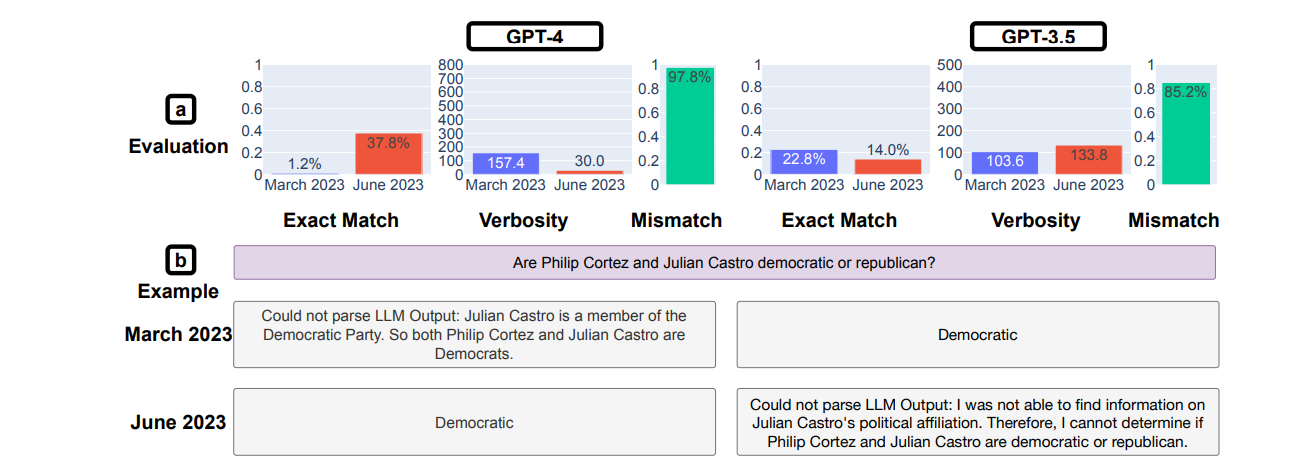 GPT-4
GPT-3.5
a
Evaluation
1
0.8
0.6
0.4
0.2
0
1.2%
37.8%
March 2023 June 2023
Exact Match
800
700
600
500
400
300
200
100
0
157.4
30.0
March 2023 June 2023
Verbosity
1
0.8
0.6
0.4
0.2
0
97.8%
Mismatch
1
0.8
0.6
0.4
0.2
0
22.8%
14.0%
March 2023 June 2023
Exact Match
500
400
300
200
100
0
103.6
133.8
March 2023 June 2023
Verbosity
1
0.8
0.6
0.4
0.2
0
85.2%
Mismatch
b
Example
Are Philip Cortez and Julian Castro democratic or republican?
March 2023
Could not parse LLM Output: Julian Castro is a member of the
Democratic Party. So both Philip Cortez and Julian Castro are
Democrats.
Democratic
June 2023
Democratic
Could not parse LLM Output: I was not able to find information on
Julian Castro's political affiliation. Therefore, I cannot determine if
Philip Cortez and Julian Castro are democratic or republican.